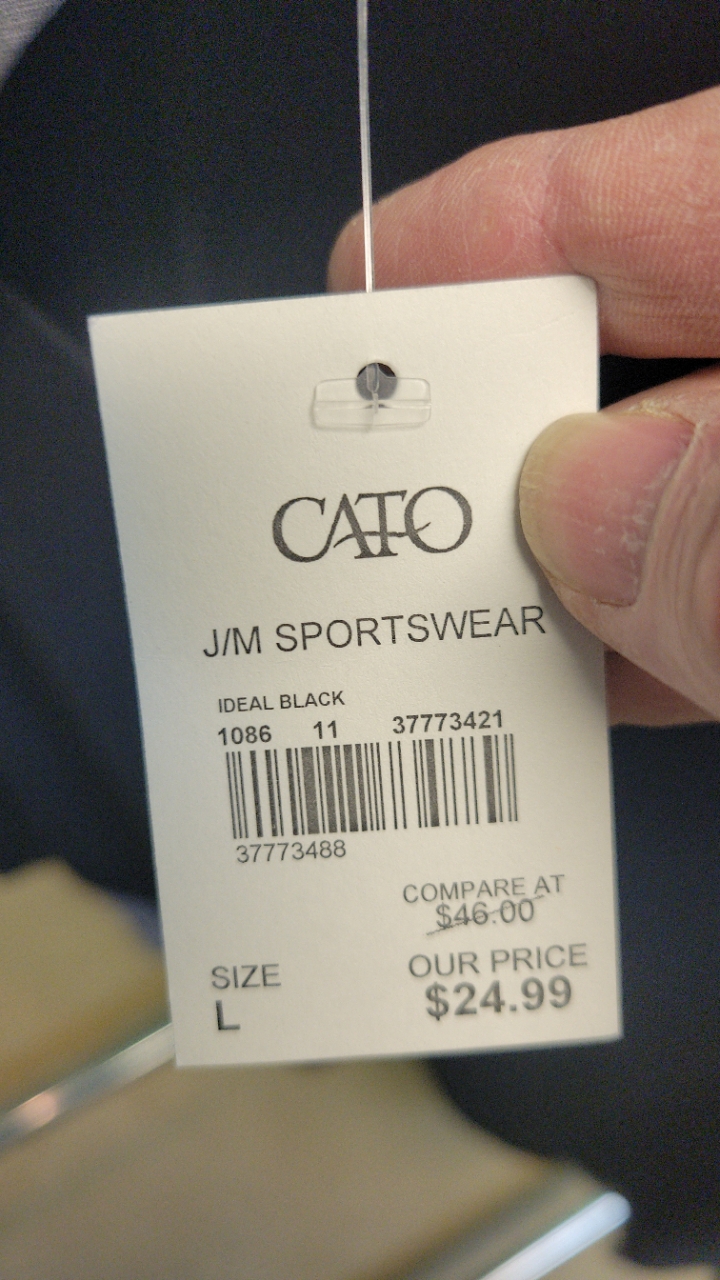 CATO
J/M SPORTSWEAR
IDEAL BLACK
1086 11 37773421
37773488
COMPARE AT
$46.00
OUR PRICE
$24.99
SIZE
L